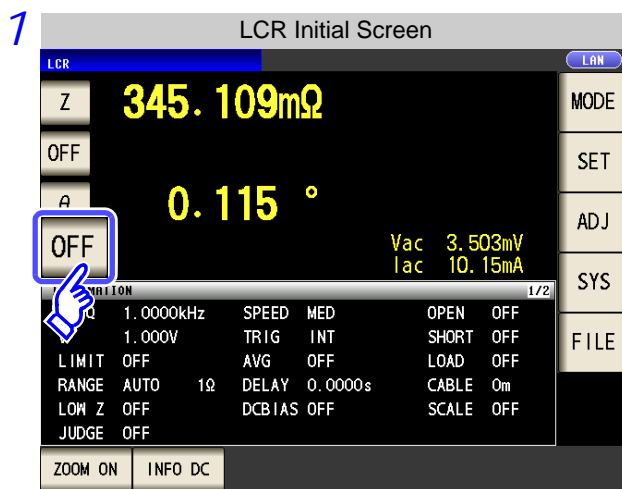 1
LCR Initial Screen
LCR
LAN
Z
345.109mΩ
MODE
OFF
SET
θ
0.115 °
ADJ
OFF
Vac 3.503mV
Iac 10.15mA
SYS
1/2
1.0000kHz SPEED MED OPEN OFF
V 1.000V TRIG INT SHORT OFF
FILE
LIMIT OFF AVG OFF LOAD OFF
RANGE AUTO 1Ω DELAY 0.0000s CABLE 0m
LOW Z OFF DCBIAS OFF SCALE OFF
JUDGE OFF
ZOOM ON INFO DC